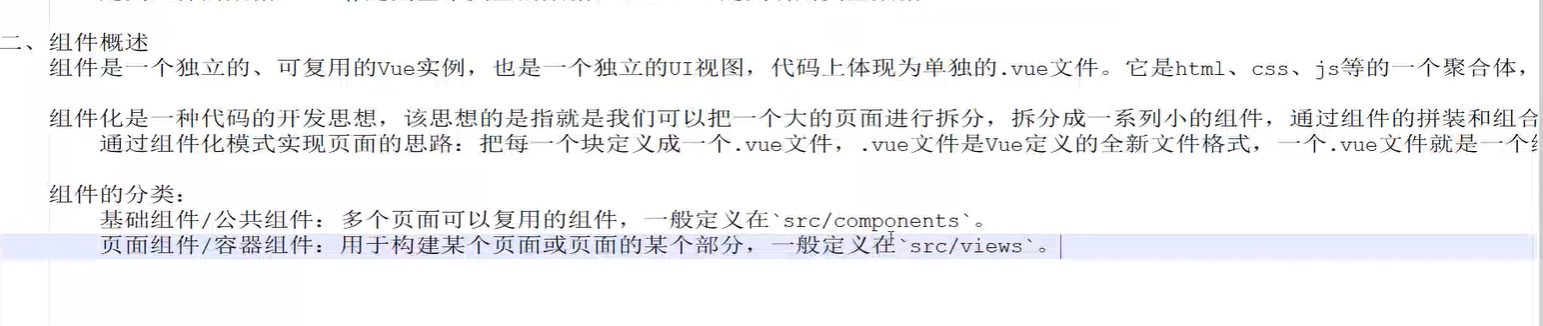 二、组件概述
组件是一个独立的、可复用的Vue实例，也是一个独立的UI视图，代码上体现为单独的.vue文件。它是html、css、js等的一个聚合体，
组件化是一种代码的开发思想，该思想的是指就是我们可以把一个大的页面进行拆分，拆分成一系列小的组件，通过组件的拼装和组合
通过组件化模式实现页面的思路：把每一个块定义成一个.vue文件，.vue文件是Vue定义的全新文件格式，一个.vue文件就是一个
组件的分类：
基础组件/公共组件：多个页面可以复用的组件，一般定义在`src/components`。
页面组件/容器组件：用于构建某个页面或页面的某个部分，一般定义在`src/views`。